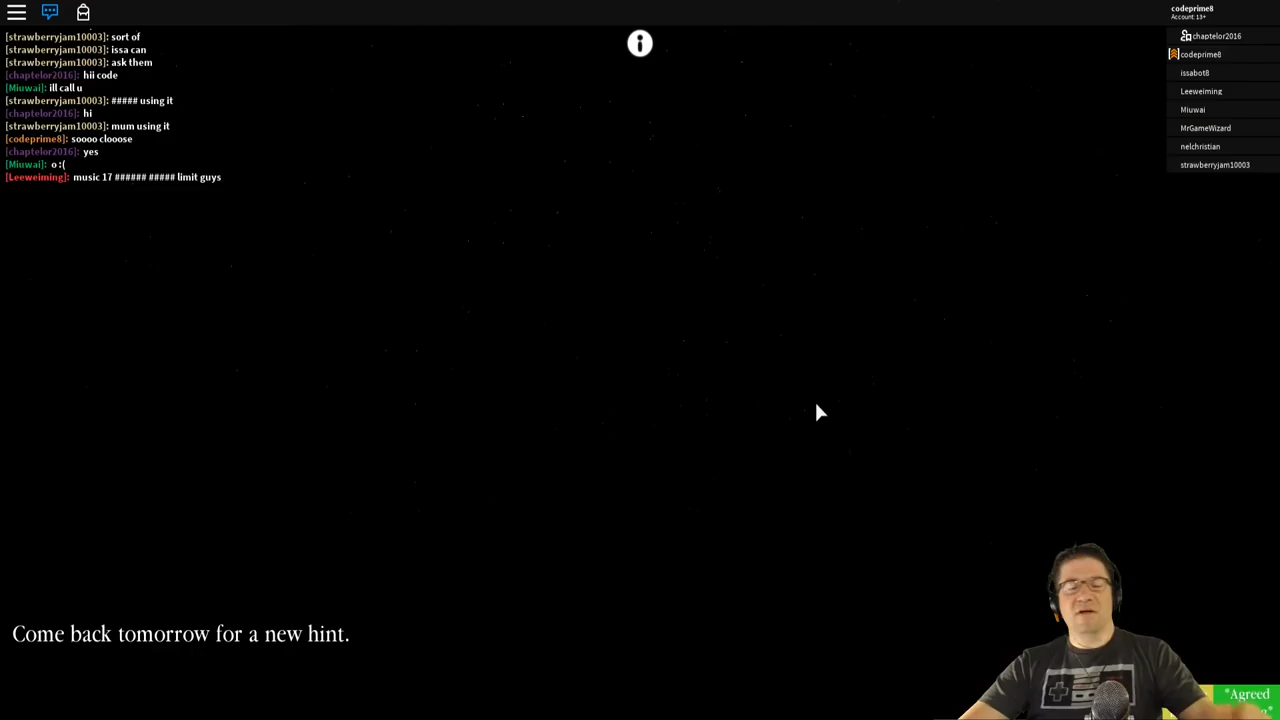 codeprime8
Account: 13+
[strawberryjam10003]: sort of
[strawberryjam10003]: issa can
[strawberryjam10003]: ask them
[chaptelor2016]: hii code
[Miuwai]: ill call u
[strawberryjam10003]: ##### using it
[chaptelor2016]: hi
[strawberryjam10003]: mum using it
[codeprime8]: soooo clooose
[chaptelor2016]: yes
[Miuwai]: o :(
[Leeweiming]: music 17 ###### ##### limit guys
chaptelor2016
codeprime8
issabot8
Leeweiming
Miuwai
MrGameWizard
nelchristian
strawberryjam10003
Come back tomorrow for a new hint.
"Agreed